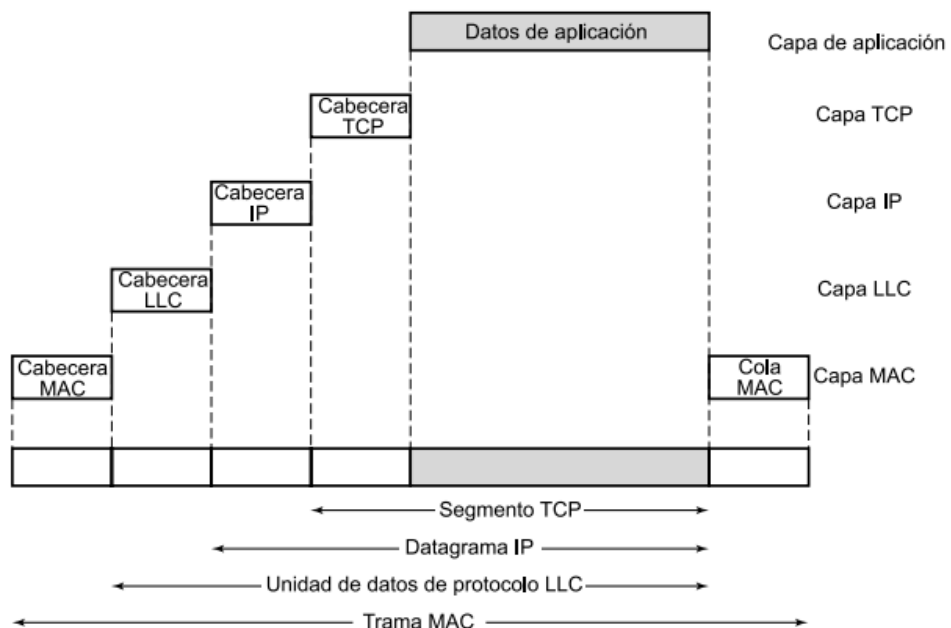 Datos de aplicación
Capa de aplicación
Cabecera
TCP
Capa TCP
Cabecera
IP
Capa IP
Cabecera
LLC
Capa LLC
Cabecera
MAC
Cola
MAC
Capa MAC
Segmento TCP
Datagrama IP
Unidad de datos de protocolo LLC
Trama MAC